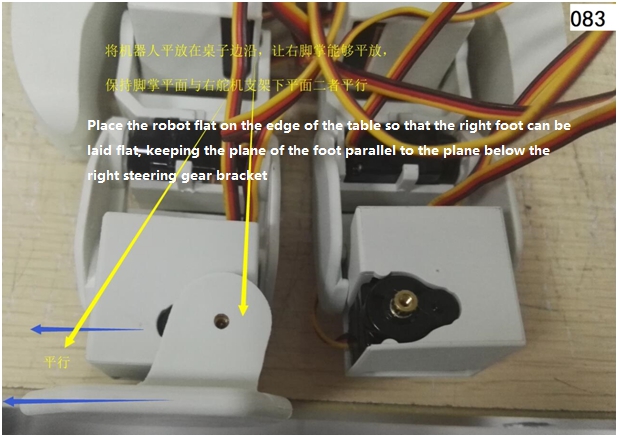 083
将机器人平放在桌子边沿，让右脚掌能够平放，
保持脚掌平面与右舵机支架下平面二者平行
Place the robot flat on the edge of the table so that the right foot can be
laid flat, keeping the plane of the foot parallel to the plane below the
right steering gear bracket
平行